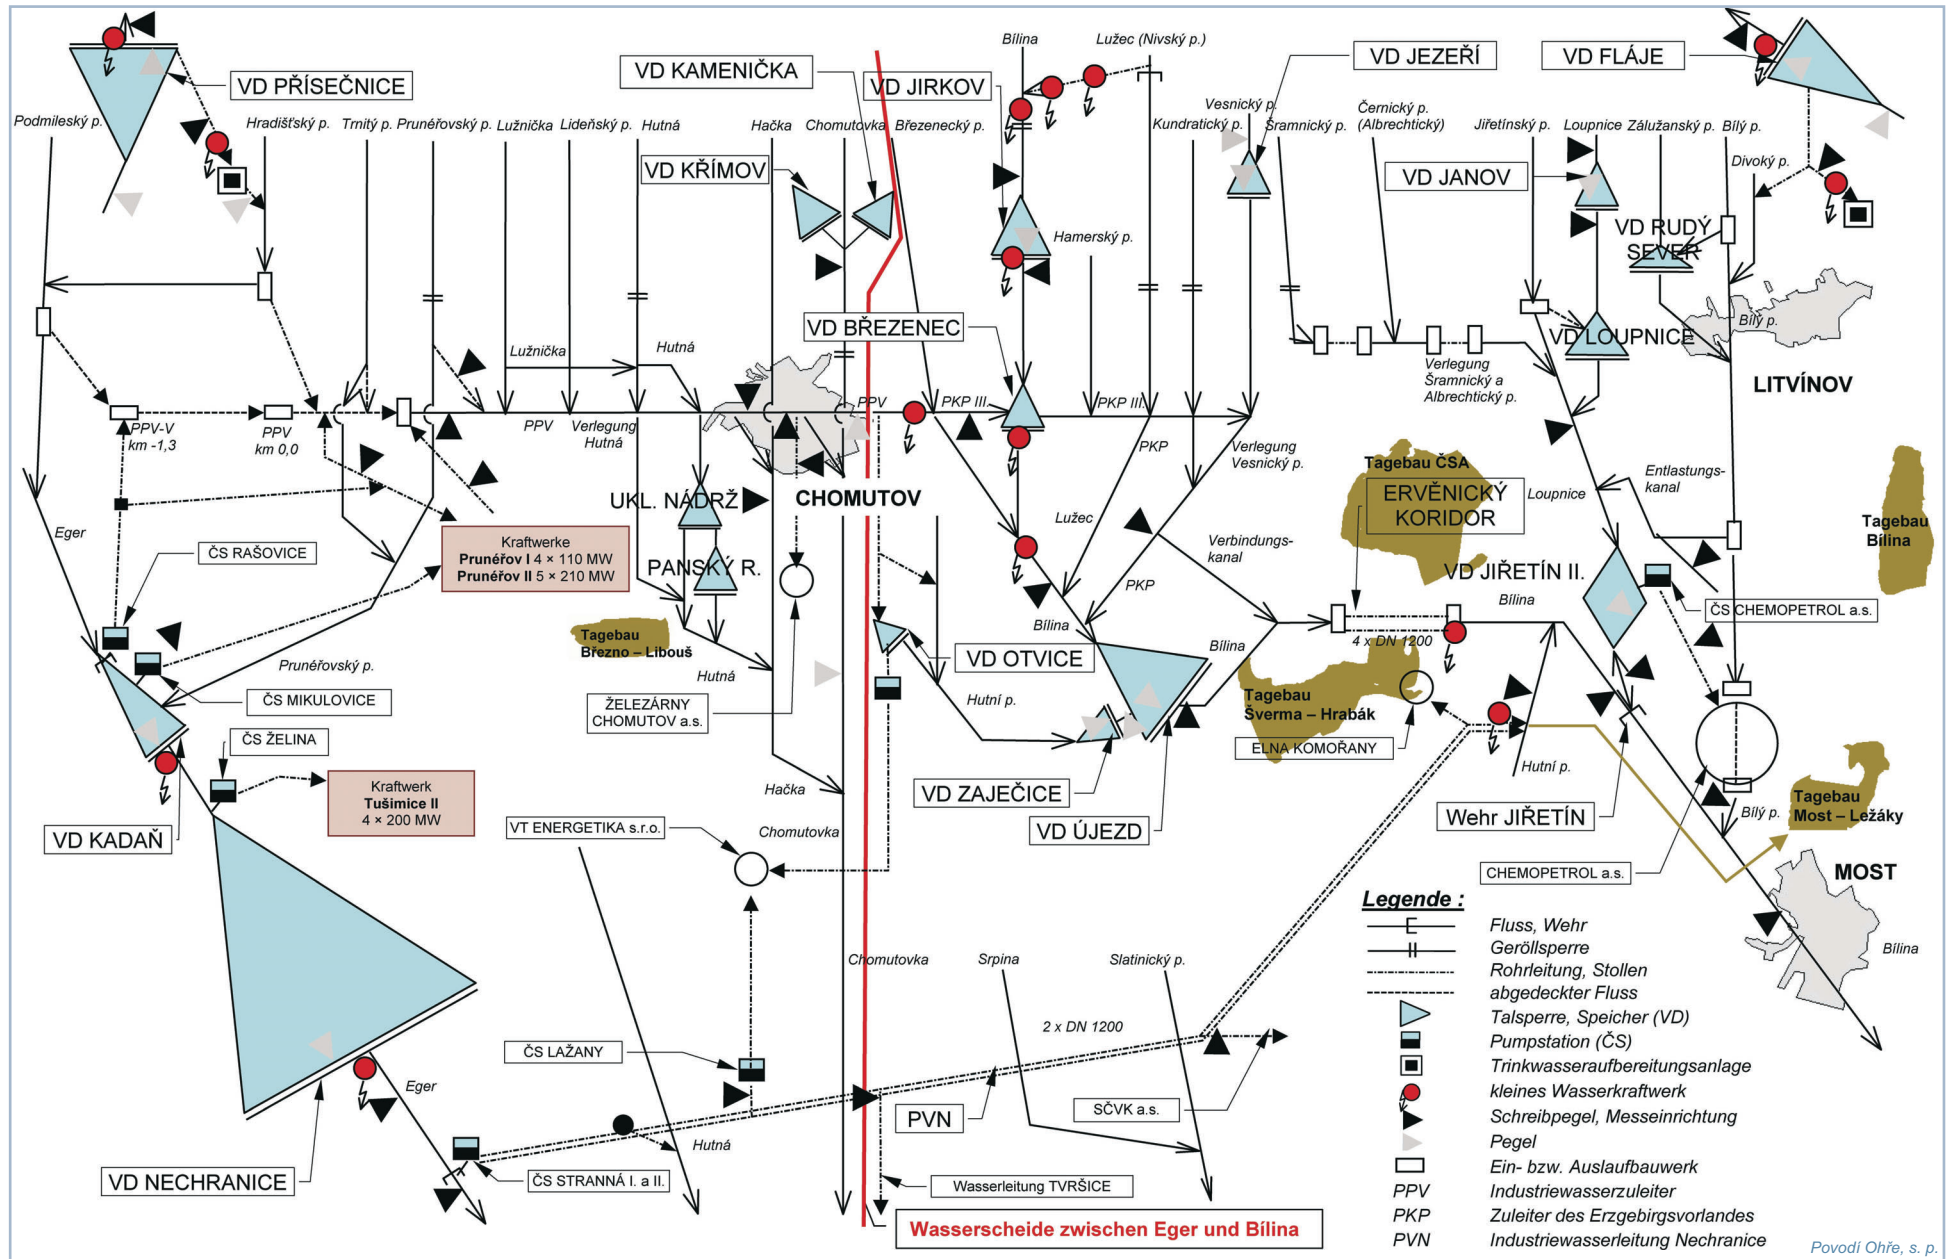 Bílina
Lužec (Nivský p.)
VD PŘÍSEČNICE
VD KAMENIČKA
VD JIRKOV
VD JEZEŘÍ
VD FLÁJE
Podmileský p.
Hradišťský p.
Trnitý p.
Prunéřovský p.
Lužnička
Lideňský p.
Hutná
Hačka
Chomutovka
Březenecký p.
Kundratický p.
Vesnický p.
Šramnický p.
Černický p.
(Albrechtický)
Jiřetínský p.
Loupnice
Zálužanský p.
Bílý p.
Divoký p.
VD KŘÍMOV
VD JANOV
Hamerský p.
VD RUDÝ
SEVER
VD BŘEZENEC
Bílý p.
VD LOUPNICE
Lužnička
Hutná
Verlegung
Šramnický a
Albrechtický p.
LITVÍNOV
PPV-V
km -1,3
PPV
km 0,0
PPV
Verlegung
Hutná
PPV
PKP III.
PKP III.
PKP
Verlegung
Vesnický p.
Tagebau ČSA
ERVĚNICKÝ
KORIDOR
Loupnice
Entlastungs-
kanal
Tagebau
Bílina
UKL. NÁDRŽ
CHOMUTOV
Eger
Kraftwerke
Prunéřov I 4 × 110 MW
Prunéřov II 5 × 210 MW
Lužec
Verbindungs-
kanal
ČS RAŠOVICE
PANSKÝ R.
PKP
VD JIŘETÍN II.
Bílina
ČS CHEMOPETROL a.s.
Tagebau
Březno – Libouš
Bílina
Bílina
4 x DN 1200
Prunéřovský p.
Hutná
VD OTVICE
ČS MIKULOVICE
ŽELEZÁRNY
CHOMUTOV a.s.
Hutní p.
Tagebau
Šverma – Hrabák
ČS ŽELINA
ELNA KOMOŘANY
Hutní p.
Kraftwerk
Tušimice II
4 × 200 MW
Hačka
VD ZAJEČICE
VD ÚJEZD
Wehr JIŘETÍN
Bílý p.
Tagebau
Most – Ležáky
VD KADAŇ
VT ENERGETIKA s.r.o.
Chomutovka
CHEMOPETROL a.s.
MOST
Bílina
Chomutovka
Srpina
Slatinický p.
2 x DN 1200
ČS LAŽANY
Eger
PVN
SČVK a.s.
Hutná
VD NECHRANICE
ČS STRANNÁ I. a II.
Wasserleitung TVRŠICE
Wasserscheide zwischen Eger und Bílina
Legende :
Fluss, Wehr
Geröllsperre
Rohrleitung, Stollen
abgedeckter Fluss
Talsperre, Speicher (VD)
Pumpstation (ČS)
Trinkwasseraufbereitungsanlage
kleines Wasserkraftwerk
Schreibpegel, Messeinrichtung
Pegel
Ein- bzw. Auslaufbauwerk
PPV Industriewasserzuleiter
PKP Zuleiter des Erzgebirgsvorlandes
PVN Industriewasserleitung Nechranice
Povodí Ohře, s. p.